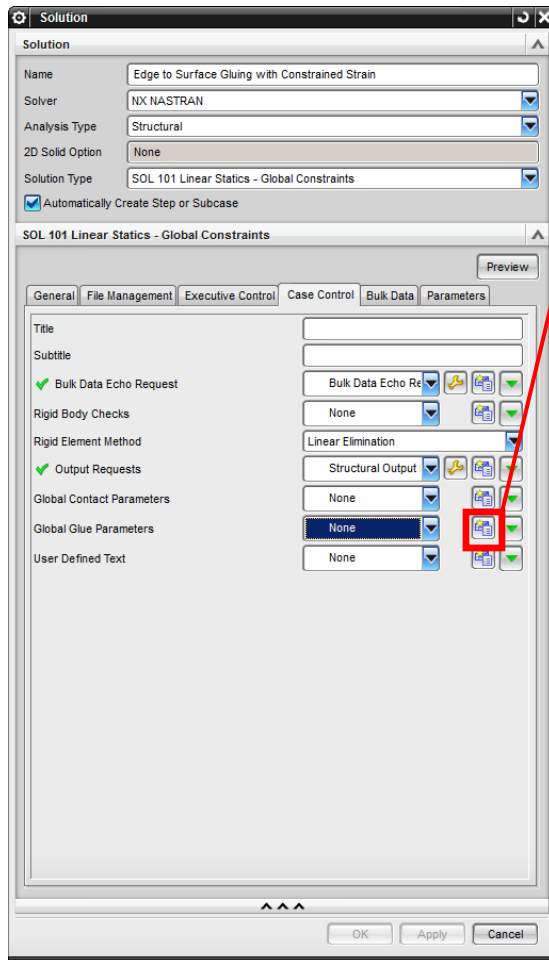 Solution
Solution
Name Edge to Surface Gluing with Constrained Strain
Solver NX NASTRAN
Analysis Type Structural
2D Solid Option None
Solution Type SOL 101 Linear Statics - Global Constraints
Automatically Create Step or Subcase
SOL 101 Linear Statics - Global Constraints
Preview
General File Management Executive Control Case Control Bulk Data Parameters
Title
Subtitle
Bulk Data Echo Request Bulk Data Echo Re
Rigid Body Checks None
Rigid Element Method Linear Elimination
Output Requests Structural Output
Global Contact Parameters None
Global Glue Parameters None
User Defined Text None
OK Apply Cancel